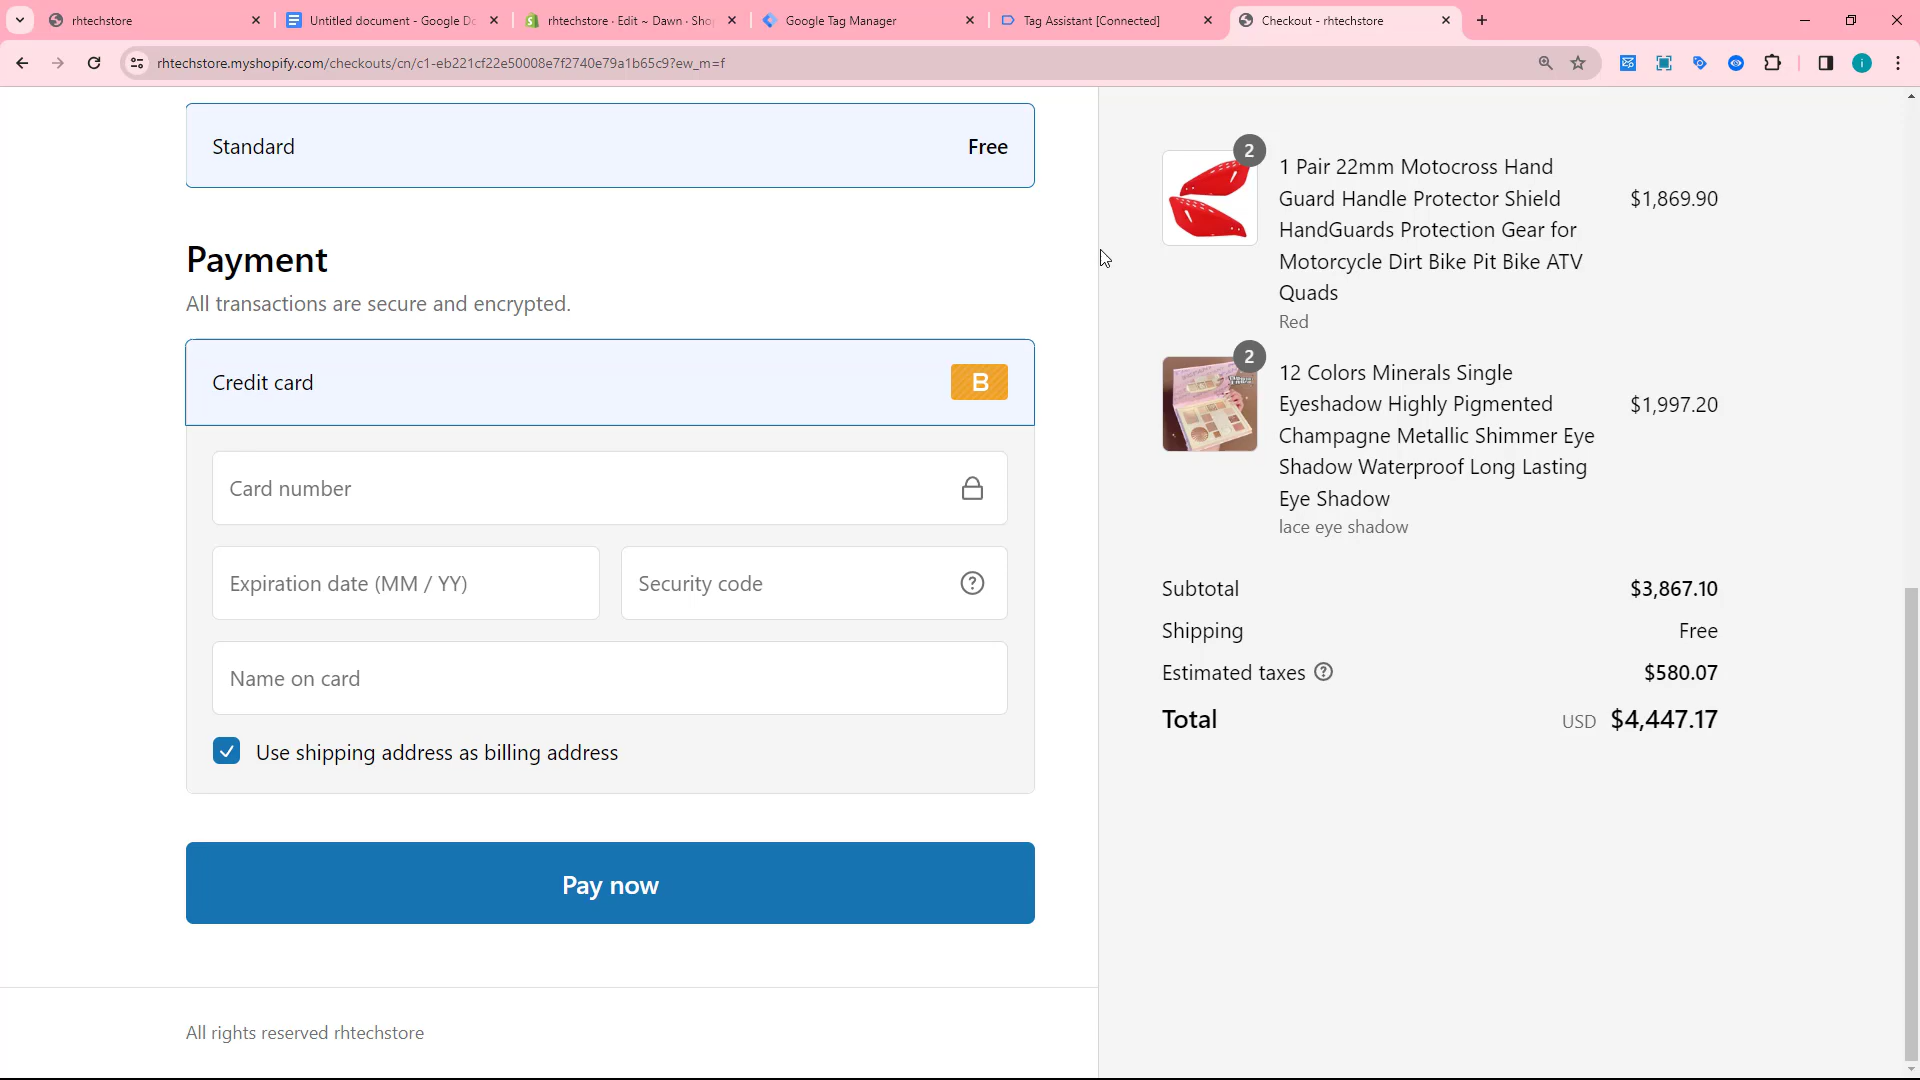 rhtechstore
Untitled document - Google Do
rhtechstore · Edit ~ Dawn · Sho
Google Tag Manager
Tag Assistant [Connected]
Checkout - rhtechstore
rhtechstore.myshopify.com/checkouts/cn/c1-eb221cf22e50008e7f2740e79a1b65c9?ew_m=f
i
Standard
Free
Payment
All transactions are secure and encrypted.
Credit card
B
Card number
Expiration date (MM / YY)
Security code
Name on card
Use shipping address as billing address
Pay now
All rights reserved rhtechstore
2
1 Pair 22mm Motocross Hand
Guard Handle Protector Shield
HandGuards Protection Gear for
Motorcycle Dirt Bike Pit Bike ATV
Quads
Red
$1,869.90
2
12 Colors Minerals Single
Eyeshadow Highly Pigmented
Champagne Metallic Shimmer Eye
Shadow Waterproof Long Lasting
Eye Shadow
lace eye shadow
$1,997.20
Subtotal
$3,867.10
Shipping
Free
Estimated taxes
$580.07
Total
USD $4,447.17